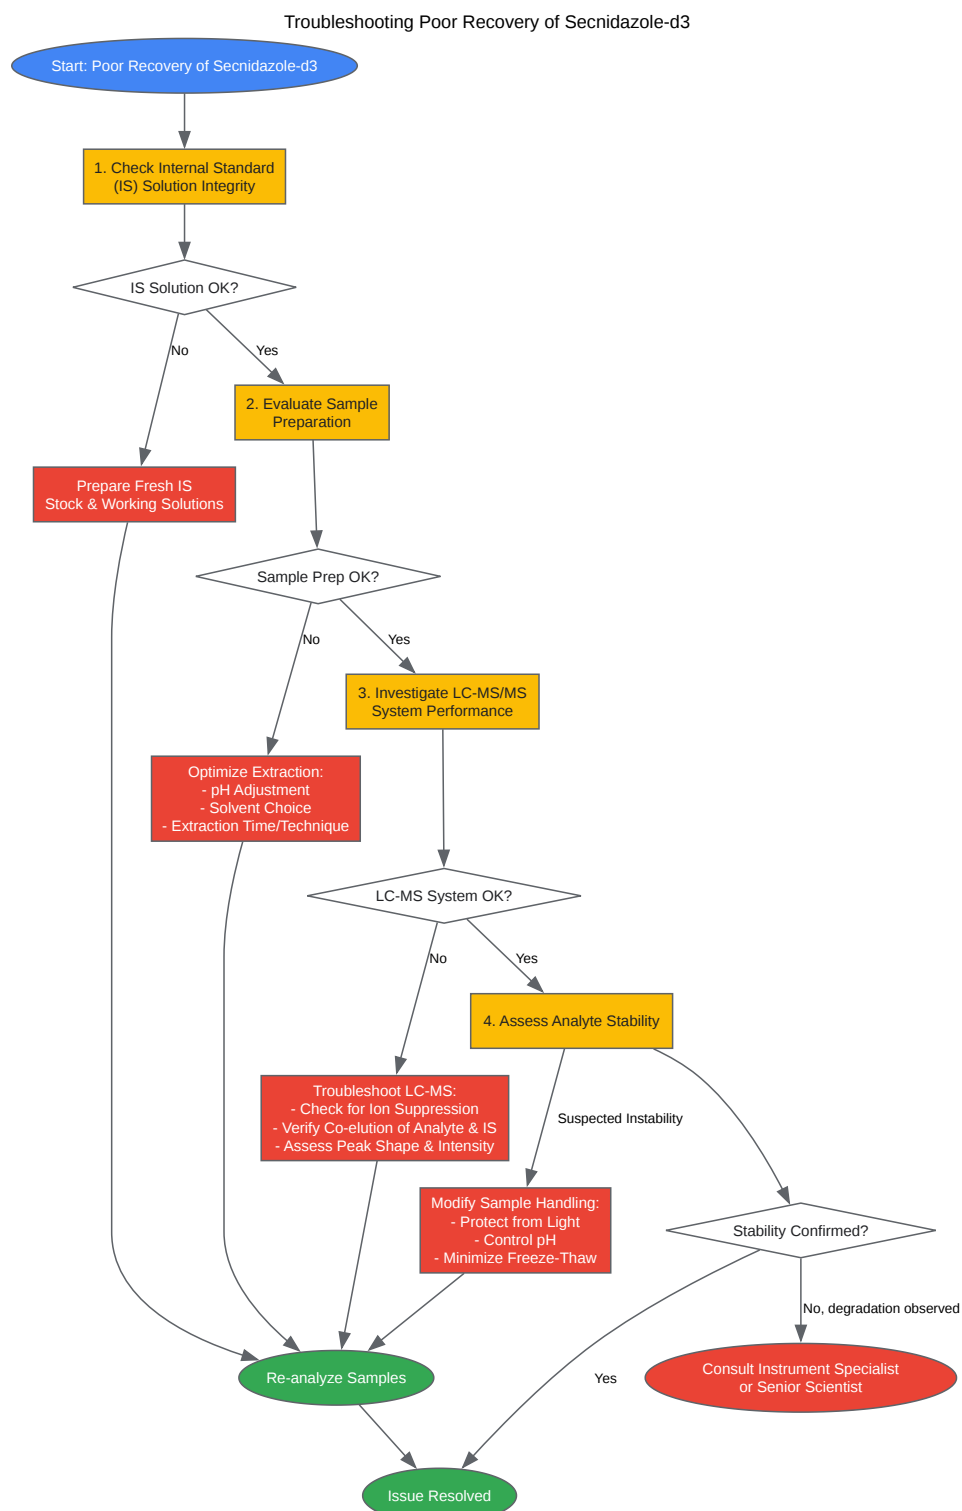 Troubleshooting Poor Recovery of Secnidazole-d3
Start: Poor Recovery of Secnidazole-d3
1. Check Internal Standard
(IS) Solution Integrity
IS Solution OK?
No
Yes
2. Evaluate Sample
Preparation
Prepare Fresh IS
Stock & Working Solutions
Sample Prep OK?
No
Yes
3. Investigate LC-MS/MS
System Performance
Optimize Extraction:
- pH Adjustment
- Solvent Choice
- Extraction Time/Technique
LC-MS System OK?
No
Yes
4. Assess Analyte Stability
Troubleshoot LC-MS:
- Check for Ion Suppression
- Verify Co-elution of Analyte & IS
- Assess Peak Shape & Intensity
Suspected Instability
Modify Sample Handling:
- Protect from Light
- Control pH
- Minimize Freeze-Thaw
Stability Confirmed?
No, degradation observed
Yes
Re-analyze Samples
Consult Instrument Specialist
or Senior Scientist
Issue Resolved